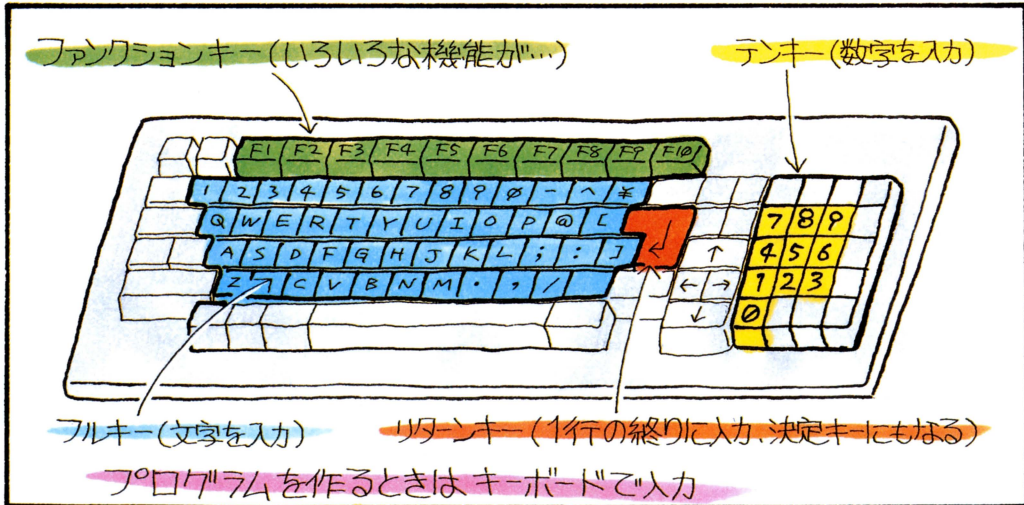 ファンクションキー(いろいろな機能が…)
テンキー(数字を入力)
F1 F2 F3 F4 F5 F6 F7 F8 F9 F10
1 2 3 4 5 6 7 8 9 0 - ^ ¥
Q W E R T Y U I O P @ [
A S D F G H J K L ; : ]
Z C V B N M . , /
↵
↑
← →
↓
7 8 9
4 5 6
1 2 3
0
フルキー(文字を入力)
リターンキー(1行の終りに入力、決定キーにもなる)
プログラムを作るときはキーボードで入力